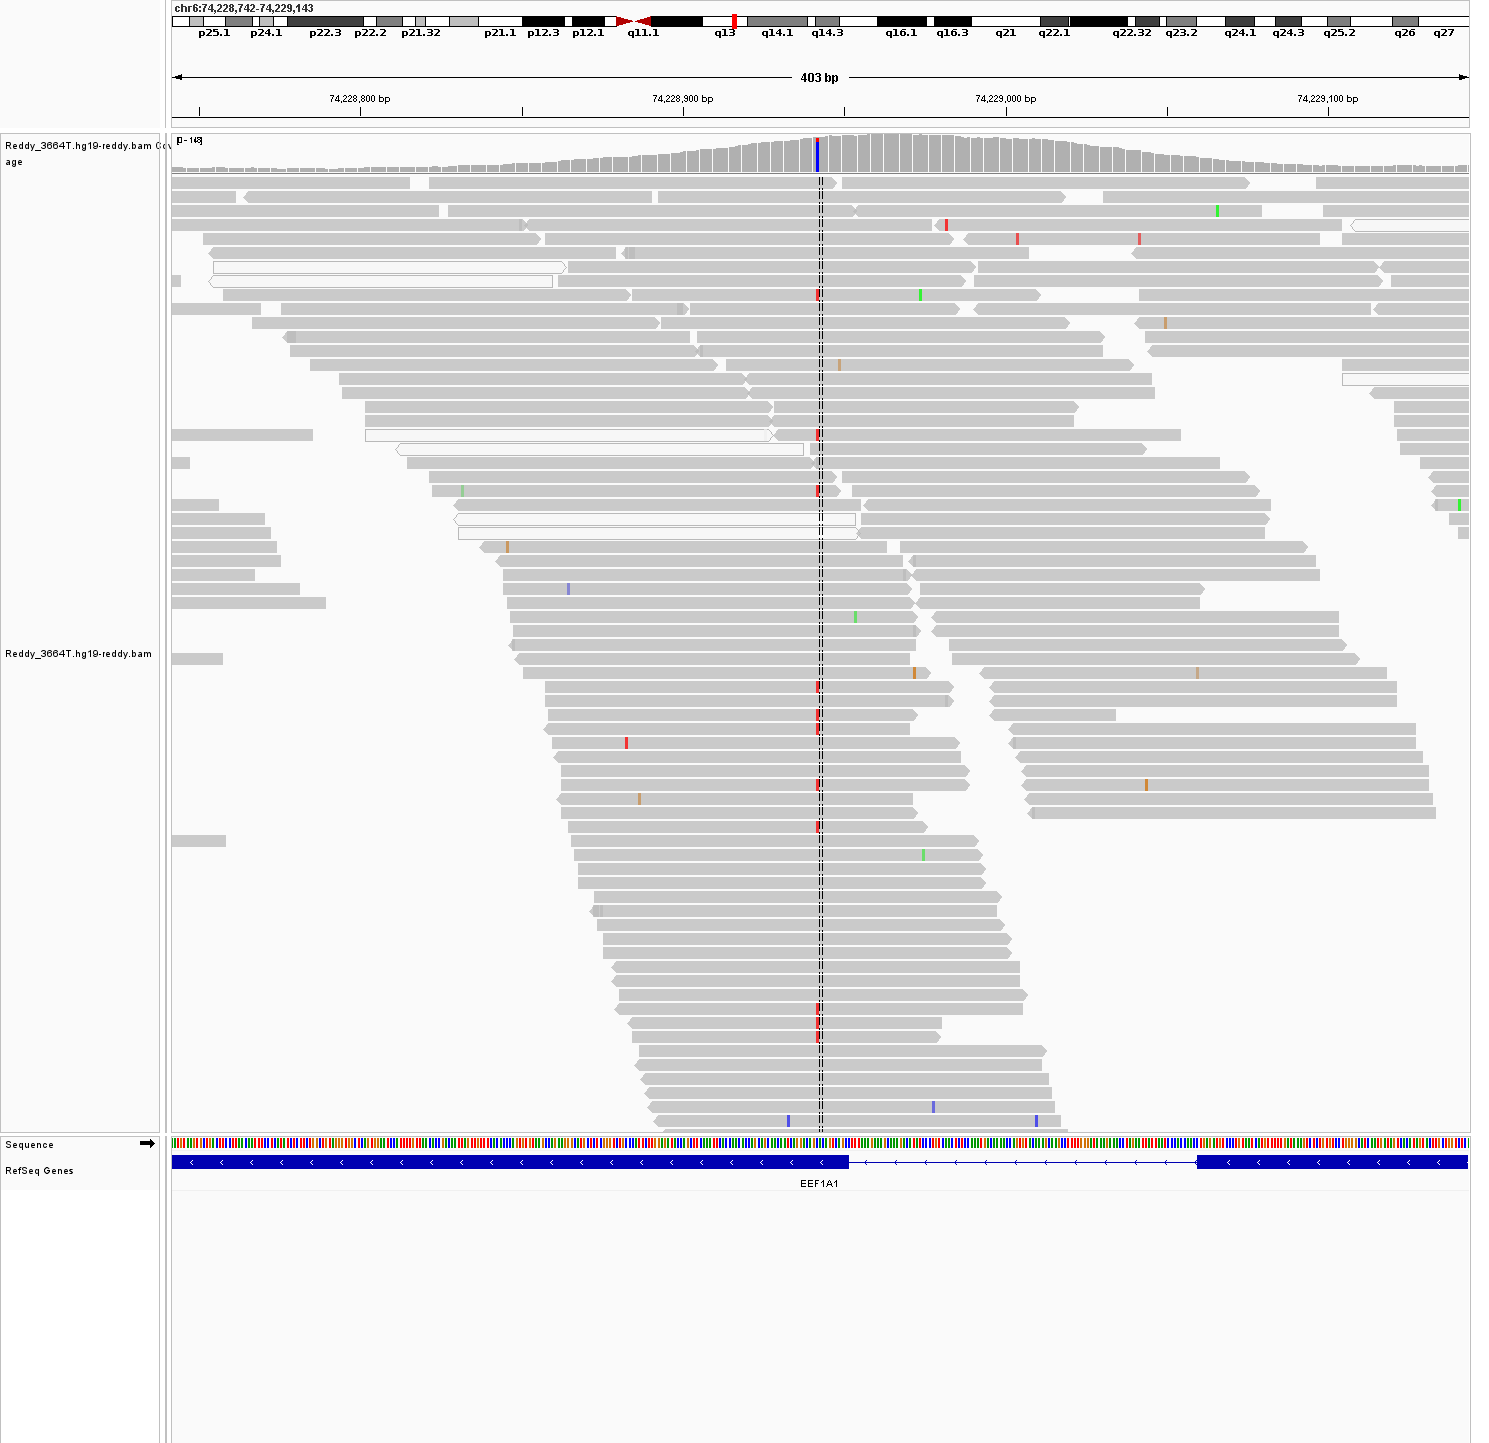 chr6:74,228,742-74,229,143
p25.1 p24.1 p22.3 p22.2 p21.32 p21.1 p12.3 p12.1 q11.1 q13 q14.1 q14.3 q16.1 q16.3 q21 q22.1 q22.32 q23.2 q24.1 q24.3 q25.2 q26 q27
403 bp
74,228,800 bp 74,228,900 bp 74,229,000 bp 74,229,100 bp
Reddy_3664T.hg19-reddy.bam Cov
age
Reddy_3664T.hg19-reddy.bam
Sequence
RefSeq Genes
EEF1A1